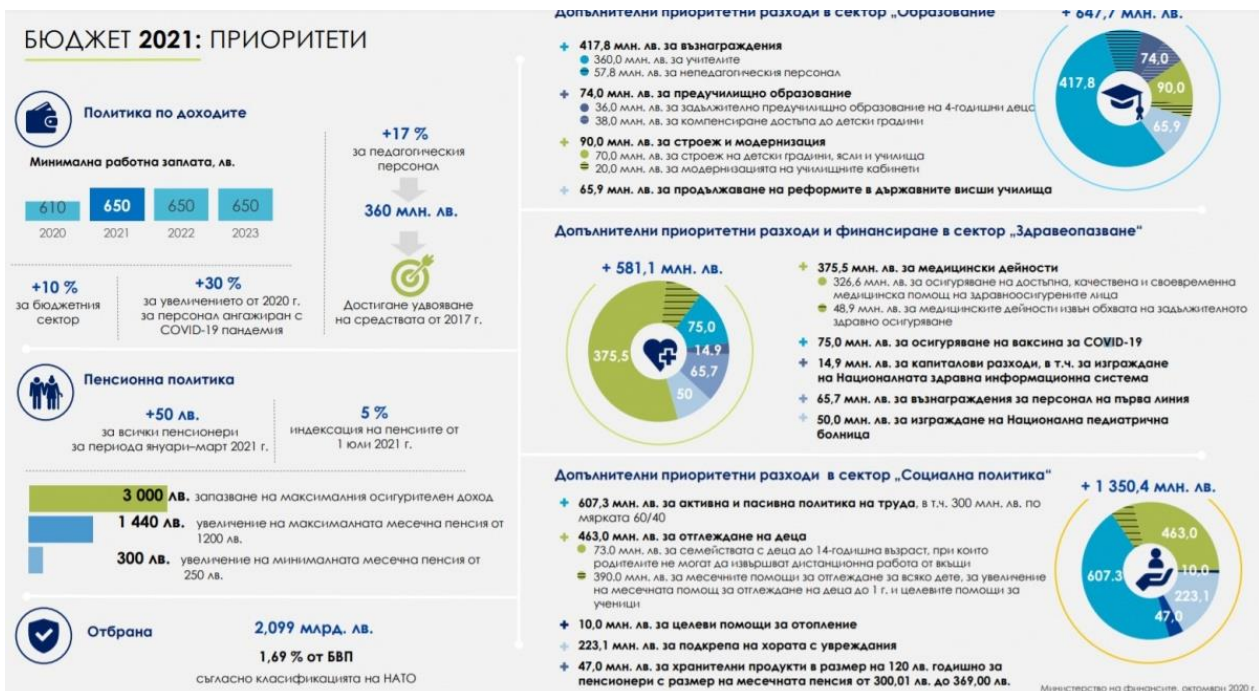 БЮДЖЕТ 2021: ПРИОРИТЕТИ
Политика по доходите
Минимална работна заплата, лв.
610
650
650
650
2020
2021
2022
2023
+17 %
за педагогическия
персонал
360 МЛН. ЛВ.
Достигане удвояване
на средствата от 2017 г.
+10 %
за бюджетния
сектор
+30 %
за увеличението от 2020 г.
за персонал ангажиран с
COVID-19 пандемия
Пенсионна политика
+50 лв.
за всички пенсионери
за периода януари–март 2021 г.
5 %
индексация на пенсиите от
1 юли 2021 г.
3 000 лв. запазване на максималния осигурителен доход
1 440 лв. увеличение на максималната месечна пенсия от
1200 лв.
300 лв. увеличение на минималната месечна пенсия от
250 лв.
Отбрана
2,099 млрд. лв.
1,69 % от БВП
съгласно класификацията на НАТО
Допълнителни приоритетни разходи в сектор „Образование
+ 647,7 млн. лв.
+ 417,8 млн. лв. за възнаграждения
360,0 млн. лв. за учителите
57,8 млн. лв. за непедагогическия персонал
+ 74,0 млн. лв. за предучилищно образование
36,0 млн. лв. за задължително предучилищно образование на 4-годишни деца
38,0 млн. лв. за компенсиране достъпа до детски градини
+ 90,0 млн. лв. за строеж и модернизация
70,0 млн. лв. за строеж на детски градини, ясли и училища
20,0 млн. лв. за модернизацията на училищните кабинети
+ 65,9 млн. лв. за продължаване на реформите в държавните висши училища
417,8
74,0
90,0
65,9
Допълнителни приоритетни разходи и финансиране в сектор „Здравеопазване“
+ 581,1 млн. лв.
375,5
75,0
14,9
65,7
50
+ 375,5 млн. лв. за медицински дейности
326,6 млн. лв. за осигуряване на достъпна, качествена и своевременна
медицинска помощ на здравноосигурените лица
48,9 млн. лв. за медицинските дейности извън обхвата на задължителното
здравно осигуряване
+ 75,0 млн. лв. за осигуряване на ваксина за COVID-19
+ 14,9 млн. лв. за капиталови разходи, в т.ч. за изграждане
на Националната здравна информационна система
+ 65,7 млн. лв. за възнаграждения за персонал на първа линия
+ 50,0 млн. лв. за изграждане на Национална педиатрична
болница
Допълнителни приоритетни разходи в сектор „Социална политика“
+ 1 350,4 млн. лв.
+ 607,3 млн. лв. за активна и пасивна политика на труда, в т.ч. 300 млн. лв. по
мярката 60/40
+ 463,0 млн. лв. за отглеждане на деца
73.0 млн. лв. за семействата с деца до 14-годишна възраст, при които
родителите не могат да извършват дистанционна работа от вкъщи
390.0 млн. лв. за месечните помощи за отглеждане за всяко дете, за увеличение
на месечната помощ за отглеждане на деца до 1 г. и целевите помощи за
ученици
+ 10,0 млн. лв. за целеви помощи за отопление
+ 223,1 млн. лв. за подкрепа на хората с увреждания
+ 47,0 млн. лв. за хранителни продукти в размер на 120 лв. годишно за
пенсионери с размер на месечната пенсия от 300,01 лв. до 369,00 лв.
463,0
10,0
607.3
223,1
47,0
Министерство на финансите, октомври 2020 г.